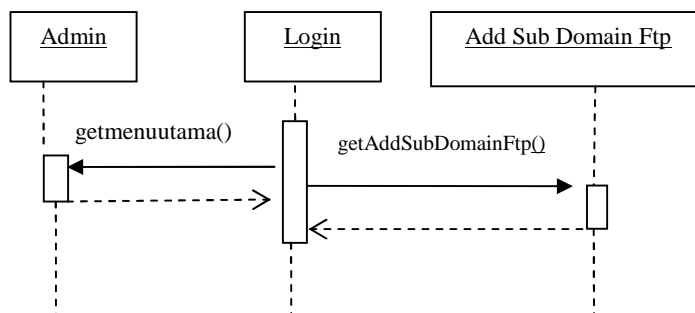 Admin
Login
Add Sub Domain Ftp
getmenuutama()
getAddSubDomainFtp()